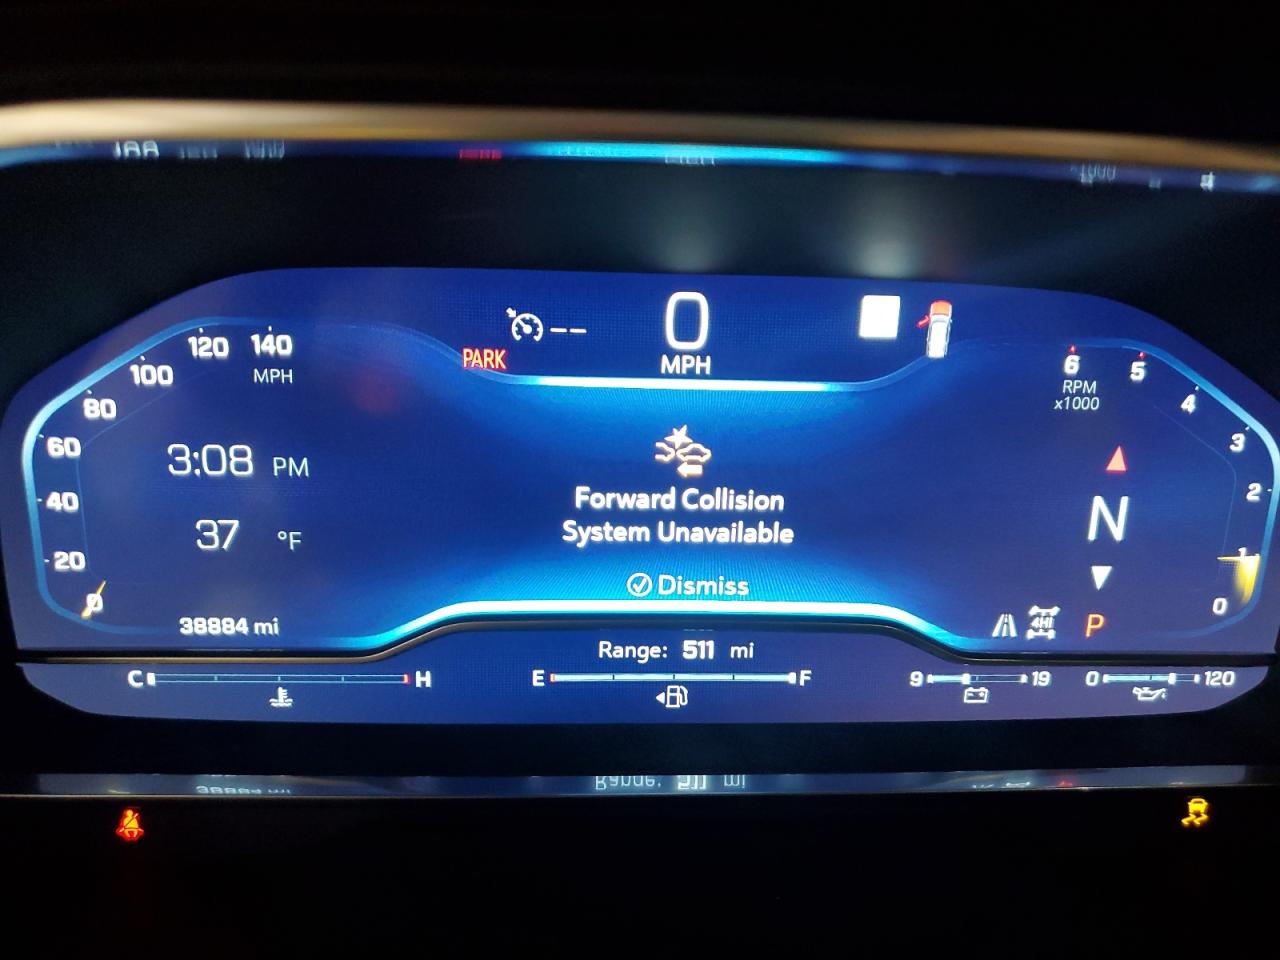 120 140
MPH
100
80
60
40
20
0
3:08 PM
37 °F
38884 mi
PARK
0
MPH
Forward Collision
System Unavailable
Dismiss
6 5
RPM
x1000
4
3
2
1
0
N
4HI
P
Range: 511 mi
C H
E F
9 19
0 120